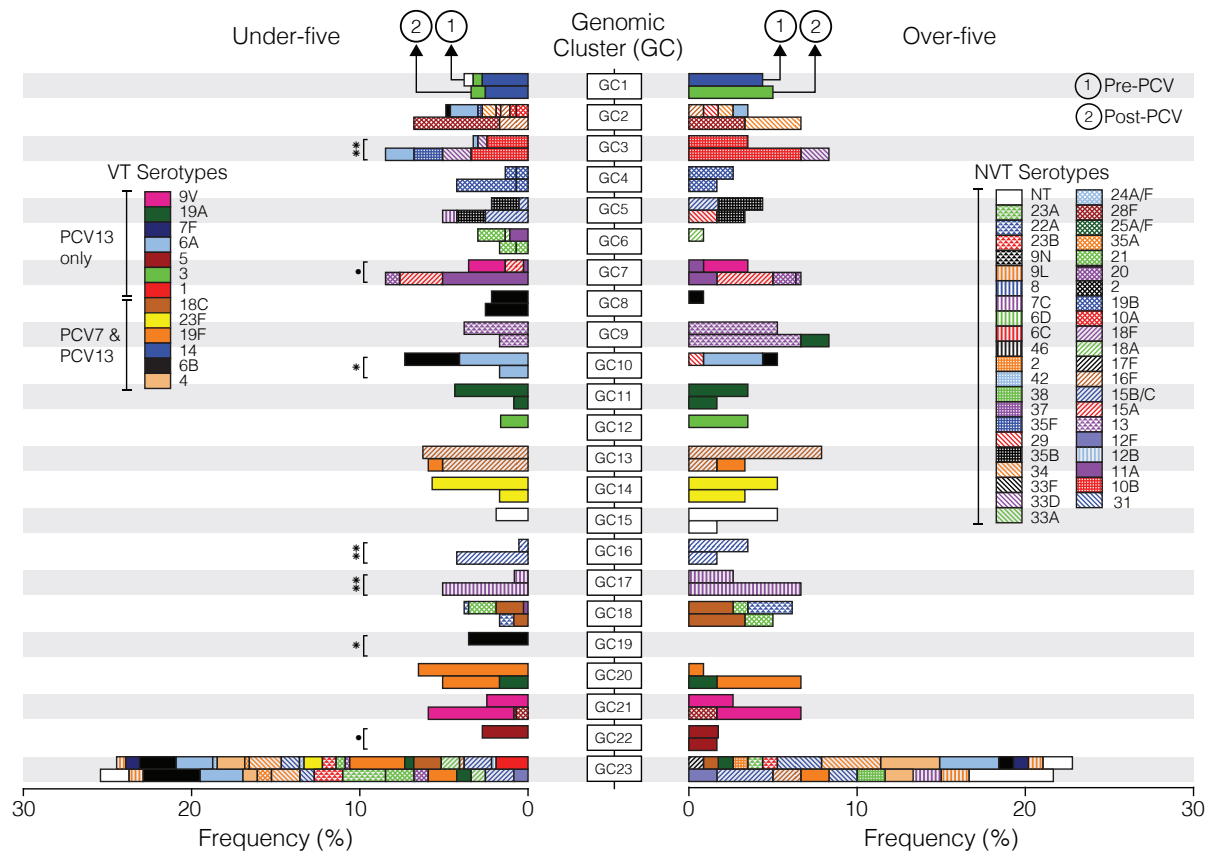 Under-five
2
1
Genomic
Cluster (GC)
1
2
Over-five
1 Pre-PCV
2 Post-PCV
GC1
GC2
GC3
GC4
GC5
GC6
GC7
GC8
GC9
GC10
GC11
GC12
GC13
GC14
GC15
GC16
GC17
GC18
GC19
GC20
GC21
GC22
GC23
**
•
*
**
**
*
•
VT Serotypes
PCV13
only
PCV7 &
PCV13
9V
19A
7F
6A
5
3
1
18C
23F
19F
14
6B
4
NVT Serotypes
NT
23A
22A
23B
9N
9L
8
7C
6D
6C
46
2
42
38
37
35F
29
35B
34
33F
33D
33A
24A/F
28F
25A/F
35A
21
20
2
19B
10A
18F
18A
17F
16F
15B/C
15A
13
12F
12B
11A
10B
31
30
20
10
0
0
10
20
30
Frequency (%)
Frequency (%)